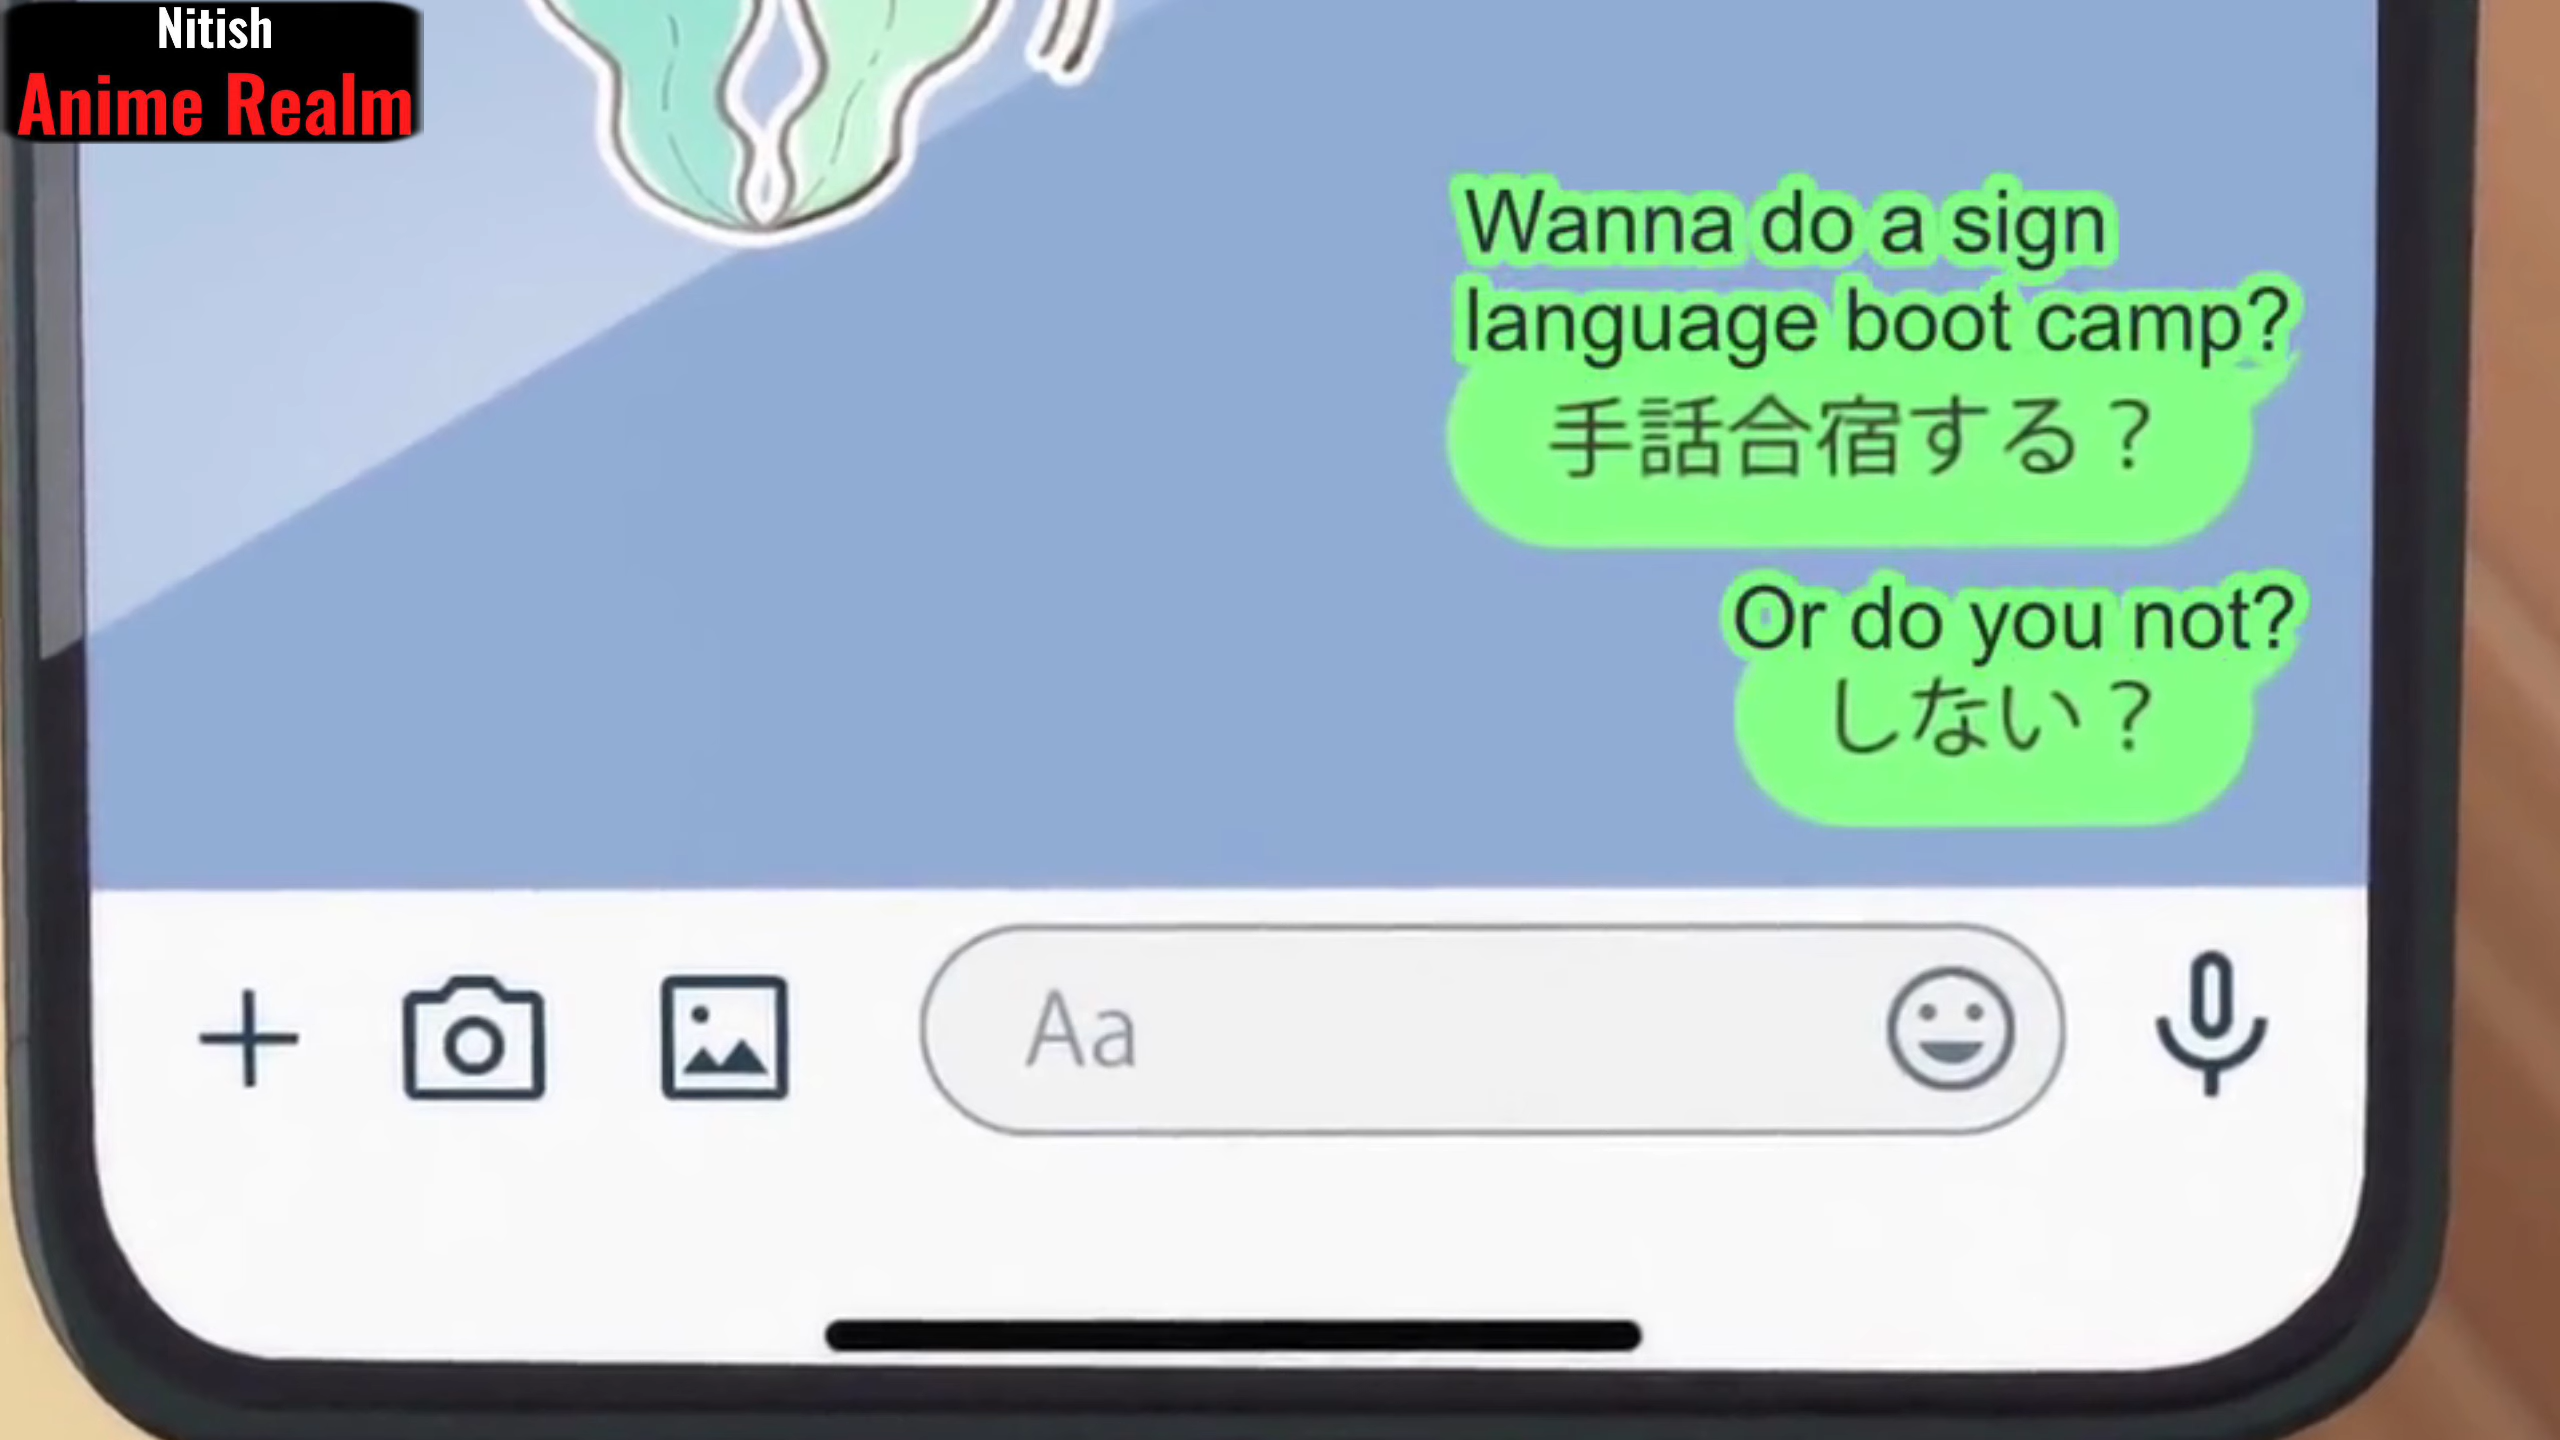 Nitish
Anime Realm
Wanna do a sign
language boot camp?
手話合宿する？
Or do you not?
しない？
Aa